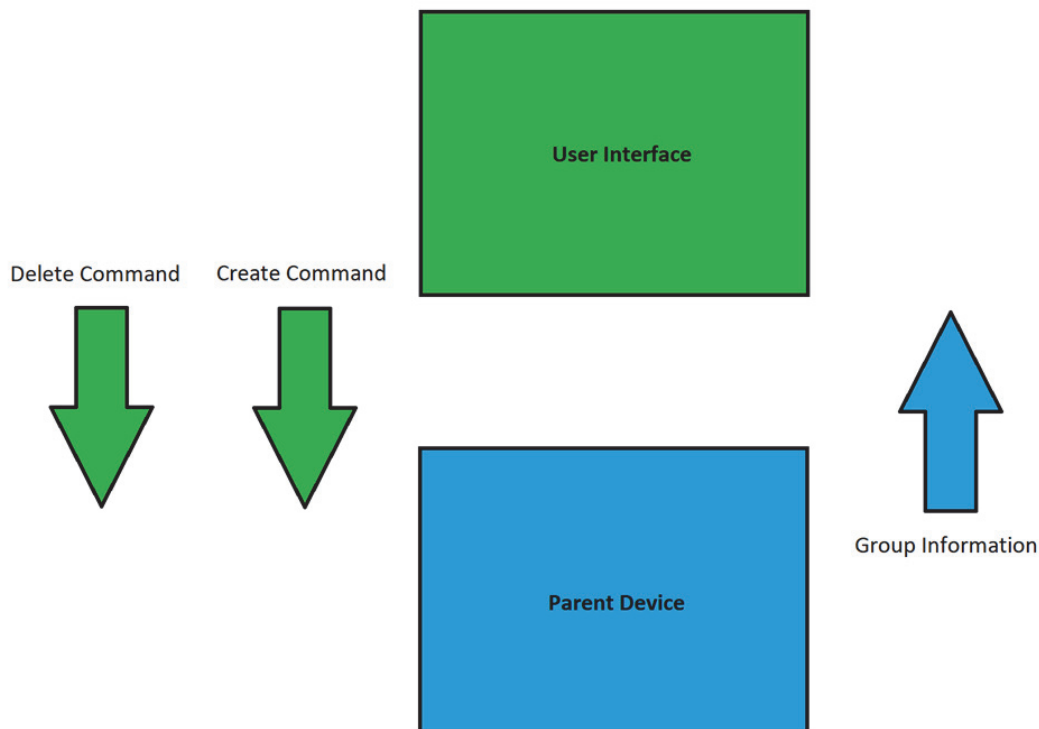 User Interface
Delete Command
Create Command
Group Information
Parent Device